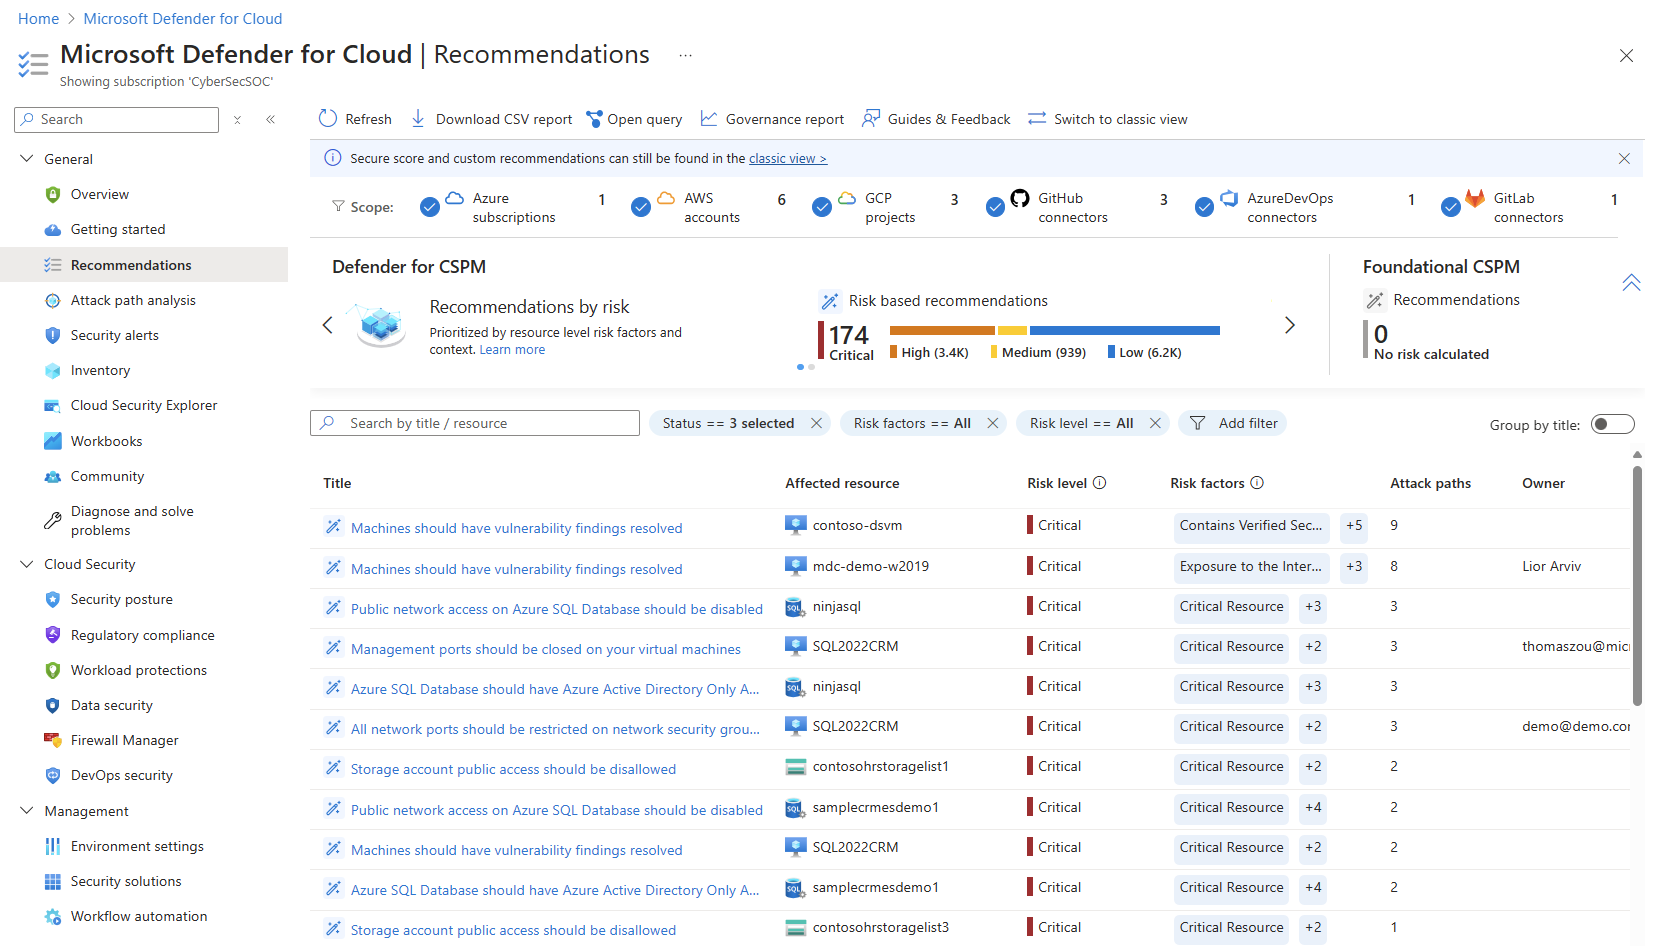 Home > Microsoft Defender for Cloud
Microsoft Defender for Cloud | Recommendations ...
Showing subscription 'CyberSecSOC'
Search
General
Overview
Getting started
Recommendations
Attack path analysis
Security alerts
Inventory
Cloud Security Explorer
Workbooks
Community
Diagnose and solve
problems
Cloud Security
Security posture
Regulatory compliance
Workload protections
Data security
Firewall Manager
DevOps security
Management
Environment settings
Security solutions
Workflow automation
Refresh Download CSV report Open query Governance report Guides & Feedback Switch to classic view
Secure score and custom recommendations can still be found in the classic view >
Scope:
Azure
subscriptions 1
AWS
accounts 6
GCP
projects 3
GitHub
connectors 3
AzureDevOps
connectors 1
GitLab
connectors 1
Defender for CSPM
Recommendations by risk
Prioritized by resource level risk factors and
context. Learn more
Risk based recommendations
174
Critical
High (3.4K) Medium (939) Low (6.2K)
Foundational CSPM
Recommendations
0
No risk calculated
Search by title / resource Status == 3 selected Risk factors == All Risk level == All Add filter Group by title:
Title Affected resource Risk level Risk factors Attack paths Owner
Machines should have vulnerability findings resolved contoso-dsvm Critical Contains Verified Sec... +5 9
Machines should have vulnerability findings resolved mdc-demo-w2019 Critical Exposure to the Inter... +3 8 Lior Arviv
Public network access on Azure SQL Database should be disabled ninjasql Critical Critical Resource +3 3
Management ports should be closed on your virtual machines SQL2022CRM Critical Critical Resource +2 3 thomaszou@mic
Azure SQL Database should have Azure Active Directory Only A... ninjasql Critical Critical Resource +3 3
All network ports should be restricted on network security grou... SQL2022CRM Critical Critical Resource +2 3 demo@demo.co
Storage account public access should be disallowed contosohrstoragelist1 Critical Critical Resource +2 2
Public network access on Azure SQL Database should be disabled samplecrmesdemo1 Critical Critical Resource +4 2
Machines should have vulnerability findings resolved SQL2022CRM Critical Critical Resource +2 2
Azure SQL Database should have Azure Active Directory Only A... samplecrmesdemo1 Critical Critical Resource +4 2
Storage account public access should be disallowed contosohrstoragelist3 Critical Critical Resource +2 1